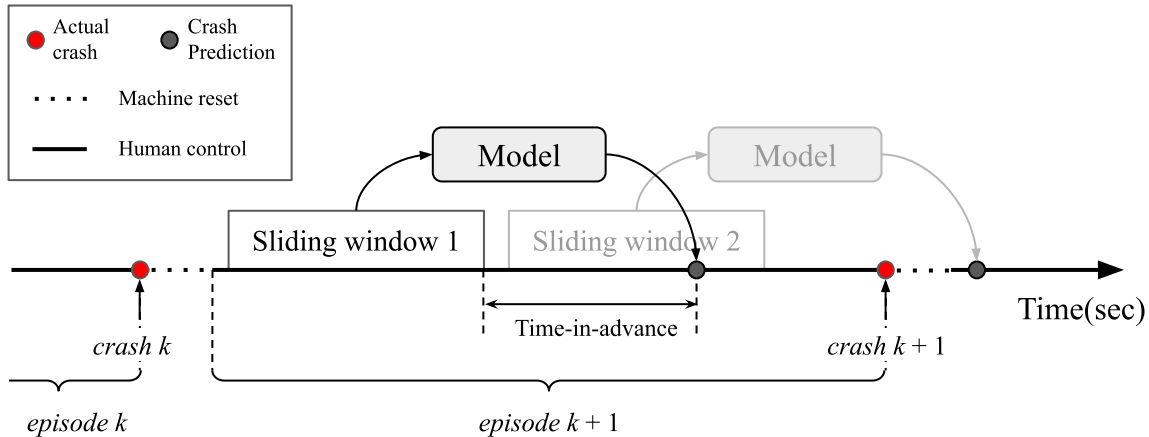 Actual
crash
Crash
Prediction
Machine reset
Human control
Model
Model
Sliding window 1
Sliding window 2
Time(sec)
Time-in-advance
crash k
crash k + 1
episode k
episode k + 1